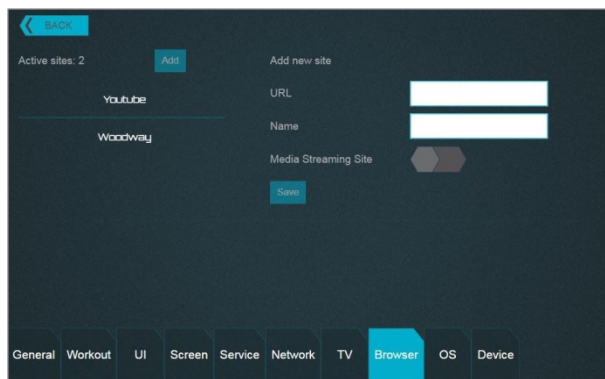 BACK
Active sites: 2
Add
Youtube
Woodway
Add new site
URL
Name
Media Streaming Site
Save
General Workout UI Screen Service Network TV Browser OS Device